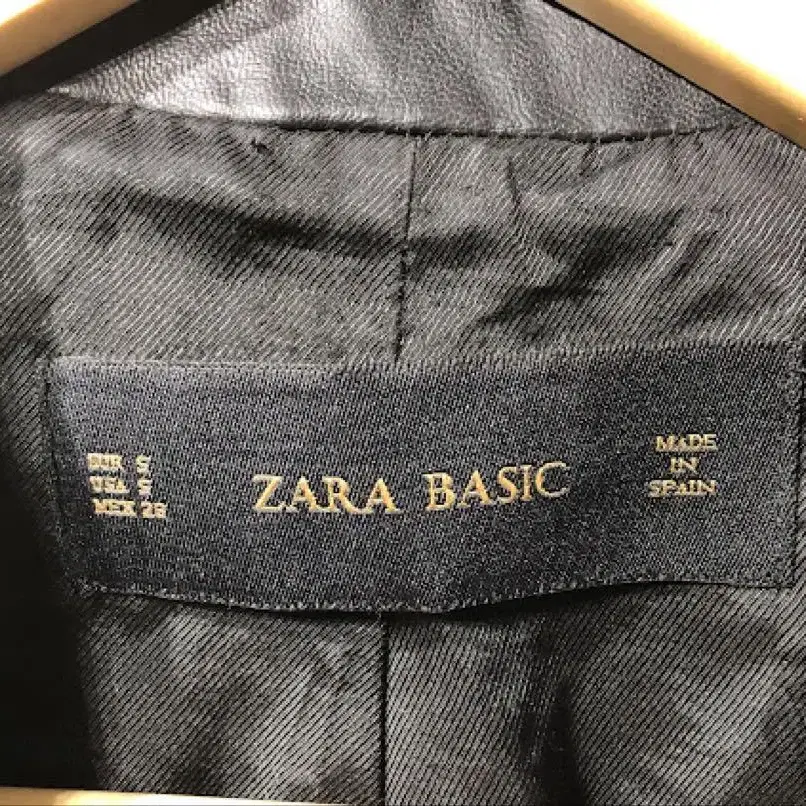 EUR S
USA S
MEX 26
ZARA BASIC
MADE
IN
SPAIN